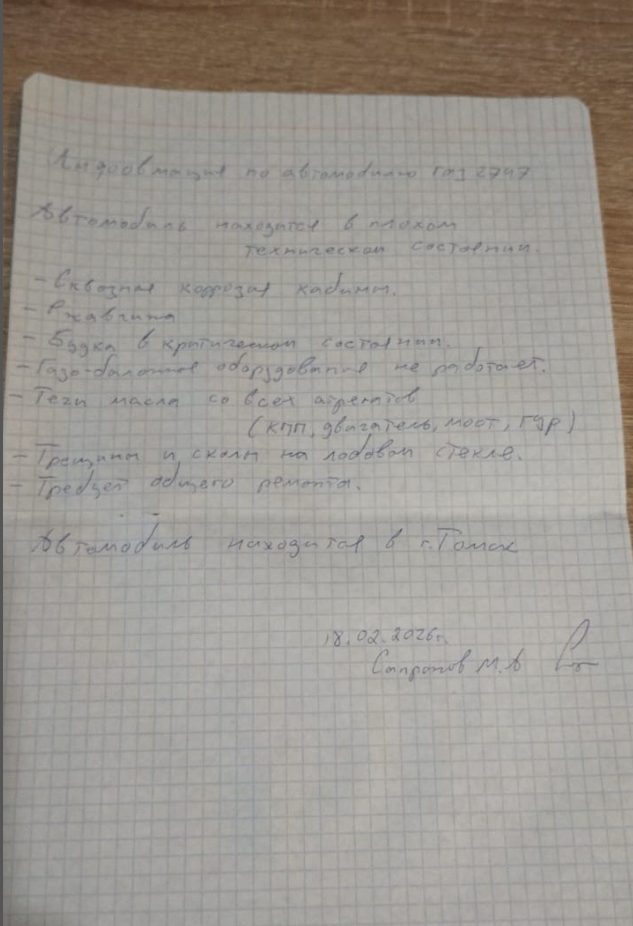 Информация по автомобилю Газ 2747
Автомобиль находится в плохом
техническом состоянии.
- Сквозная коррозия кабины.
- Ржавчина
- Будка в критическом состоянии.
- Газо-балонное оборудование не работает.
- Течи масла со всех агрегатов
(КПП, двигатель, мост, ГУР)
- Трещины и сколы на лобовом стекле.
- Требует общего ремонта.
Автомобиль находится в г. Томск
18.02.2026г.
Сапронов М.А